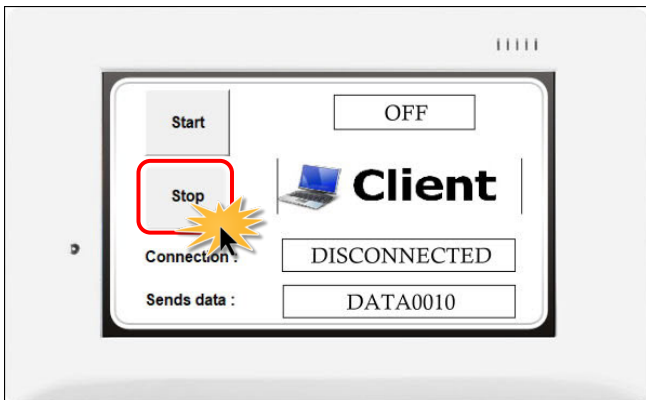 Start
OFF
Stop
Client
Connection :
DISCONNECTED
Sends data :
DATA0010